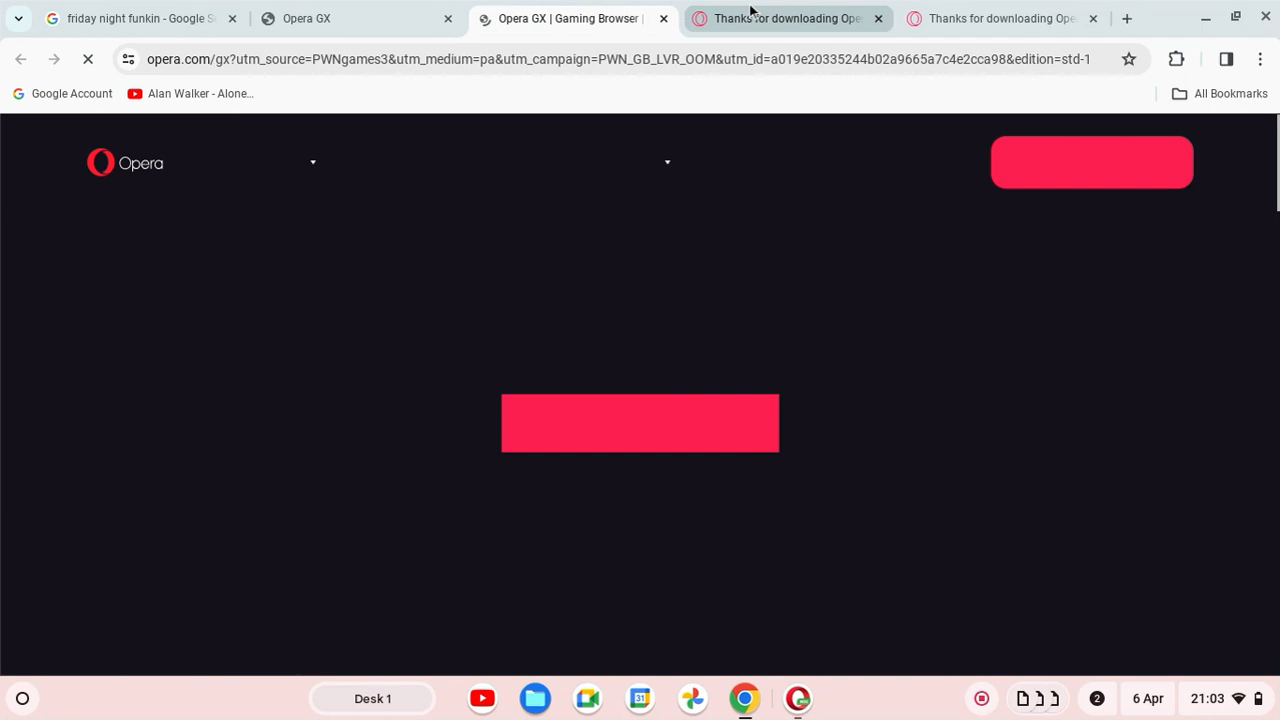 friday night funkin - Google S
Opera GX
Opera GX | Gaming Browser |
Thanks for downloading Ope
Thanks for downloading Ope
opera.com/gx?utm_source=PWNgames3&utm_medium=pa&utm_campaign=PWN_GB_LVR_OOM&utm_id=a019e20335244b02a9665a7c4e2cca98&edition=std-1
Google Account
Alan Walker - Alone...
All Bookmarks
Opera
Desk 1
31
2
6 Apr
21:03